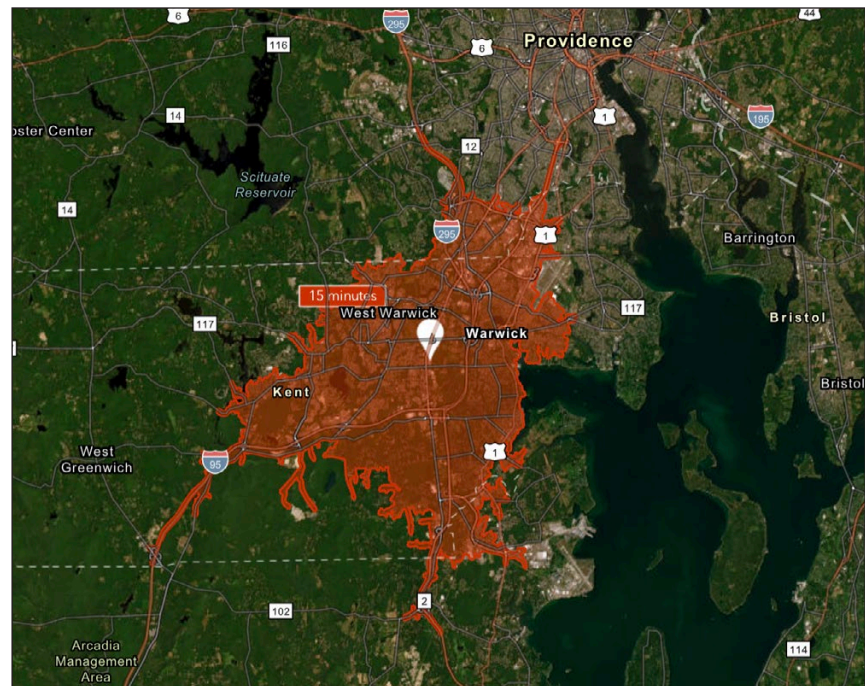 6
295
44
116
6
Providence
1
195
14
oster Center
12
Scituate
Reservoir
14
295
1
Barrington
15 minutes
West Warwick
117
Bristol
117
Warwick
Kent
Bristol
West
Greenwich
95
1
102
2
Arcadia
Management
Area
114